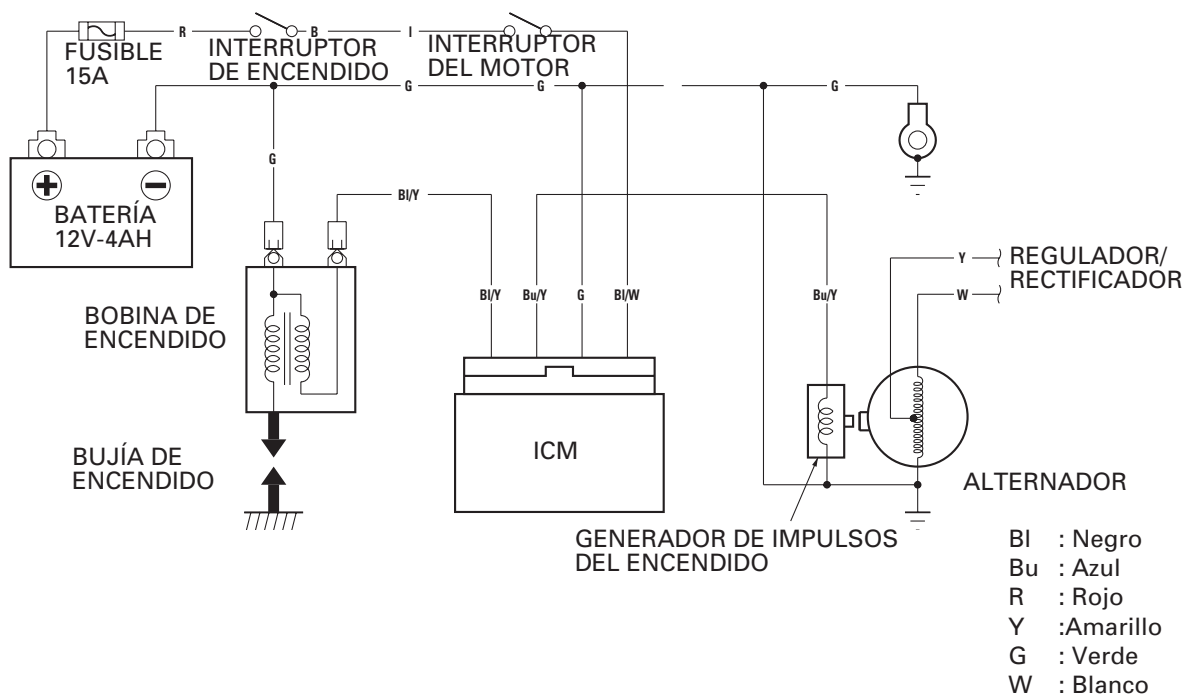 R
B
I
FUSIBLE
15A
INTERRUPTOR
DE ENCENDIDO
INTERRUPTOR
DEL MOTOR
G
G
G
G
BATERÍA
12V-4AH
Bl/Y
Y
REGULADOR/
RECTIFICADOR
W
Bl/Y
Bu/Y
G
Bl/W
Bu/Y
BOBINA DE
ENCENDIDO
ICM
BUJÍA DE
ENCENDIDO
ALTERNADOR
GENERADOR DE IMPULSOS
DEL ENCENDIDO
Bl : Negro
Bu : Azul
R : Rojo
Y :Amarillo
G : Verde
W : Blanco